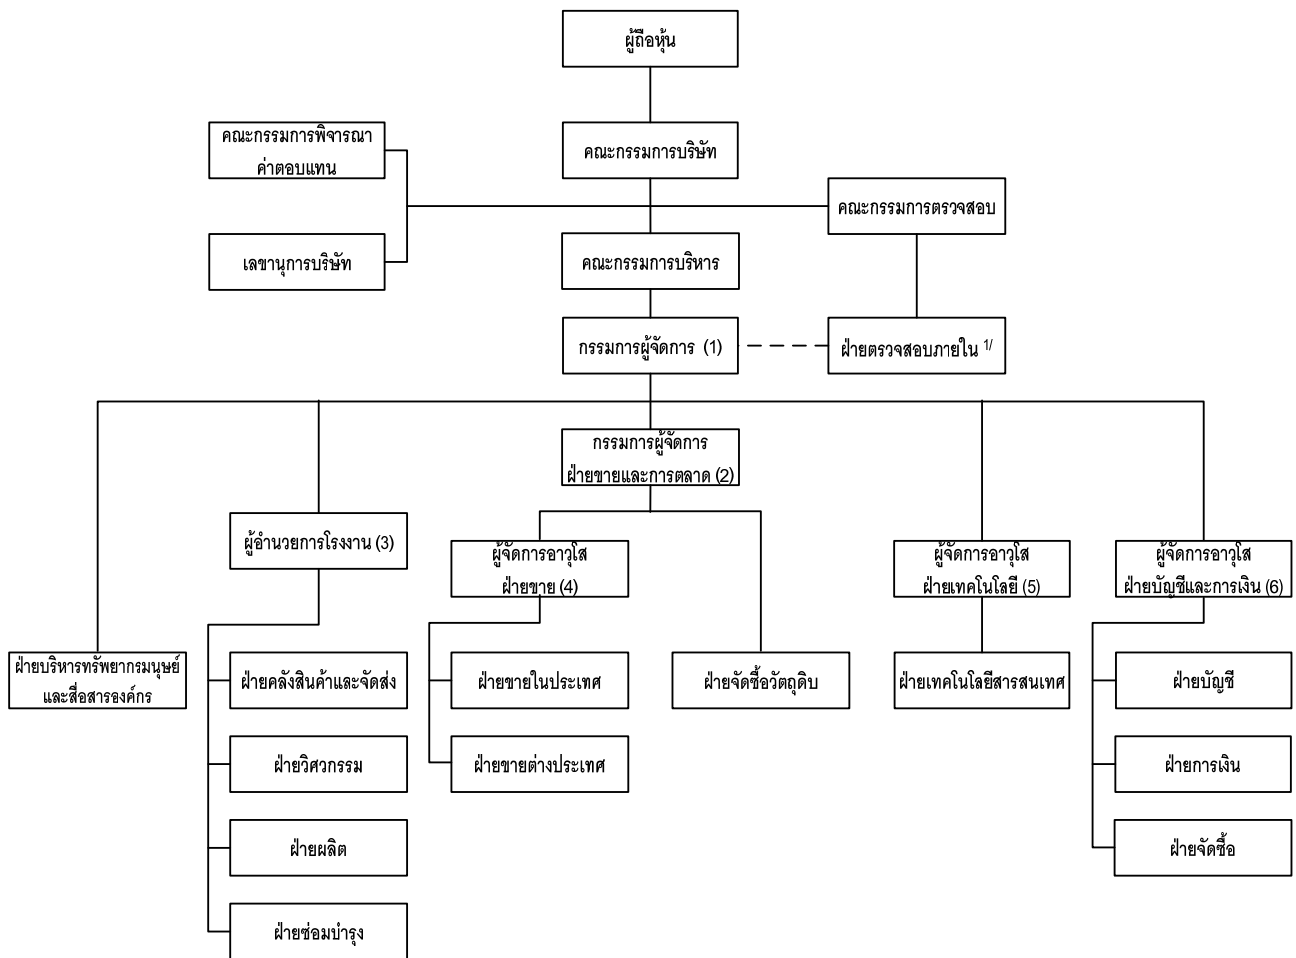 ผู้ถือหุ้น
คณะกรรมการพิจารณา
ค่าตอบแทน
คณะกรรมการบริษัท
คณะกรรมการตรวจสอบ
เลขานุการบริษัท
คณะกรรมการบริหาร
กรรมการผู้จัดการ (1)
ฝ่ายตรวจสอบภายใน 1/
กรรมการผู้จัดการ
ฝ่ายขายและการตลาด (2)
ผู้อำนวยการโรงงาน (3)
ผู้จัดการอาวุโส
ฝ่ายขาย (4)
ผู้จัดการอาวุโส
ฝ่ายเทคโนโลยี (5)
ผู้จัดการอาวุโส
ฝ่ายบัญชีและการเงิน (6)
ฝ่ายบริหารทรัพยากรมนุษย์
และสื่อสารองค์กร
ฝ่ายคลังสินค้าและจัดส่ง
ฝ่ายขายในประเทศ
ฝ่ายจัดซื้อวัตถุดิบ
ฝ่ายเทคโนโลยีสารสนเทศ
ฝ่ายบัญชี
ฝ่ายวิศวกรรม
ฝ่ายขายต่างประเทศ
ฝ่ายการเงิน
ฝ่ายผลิต
ฝ่ายจัดซื้อ
ฝ่ายซ่อมบำรุง